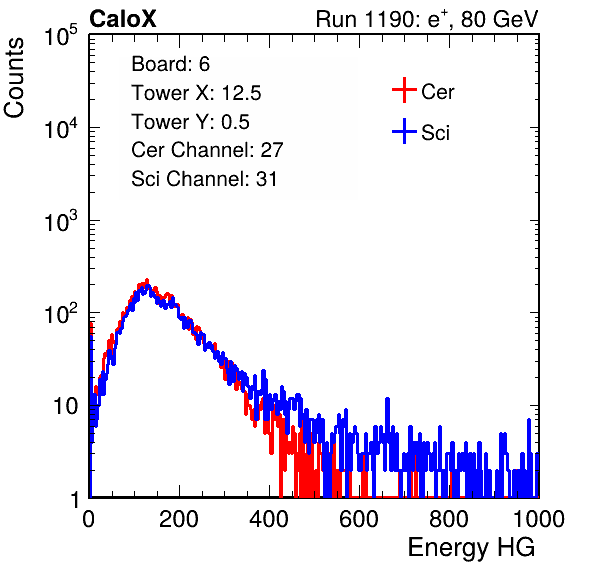 CaloX Run 1190: e⁺, 80 GeV
Counts
10⁵
10⁴
10³
10²
10
1
Board: 6
Tower X: 12.5
Tower Y: 0.5
Cer Channel: 27
Sci Channel: 31
Cer
Sci
0 200 400 600 800 1000
Energy HG